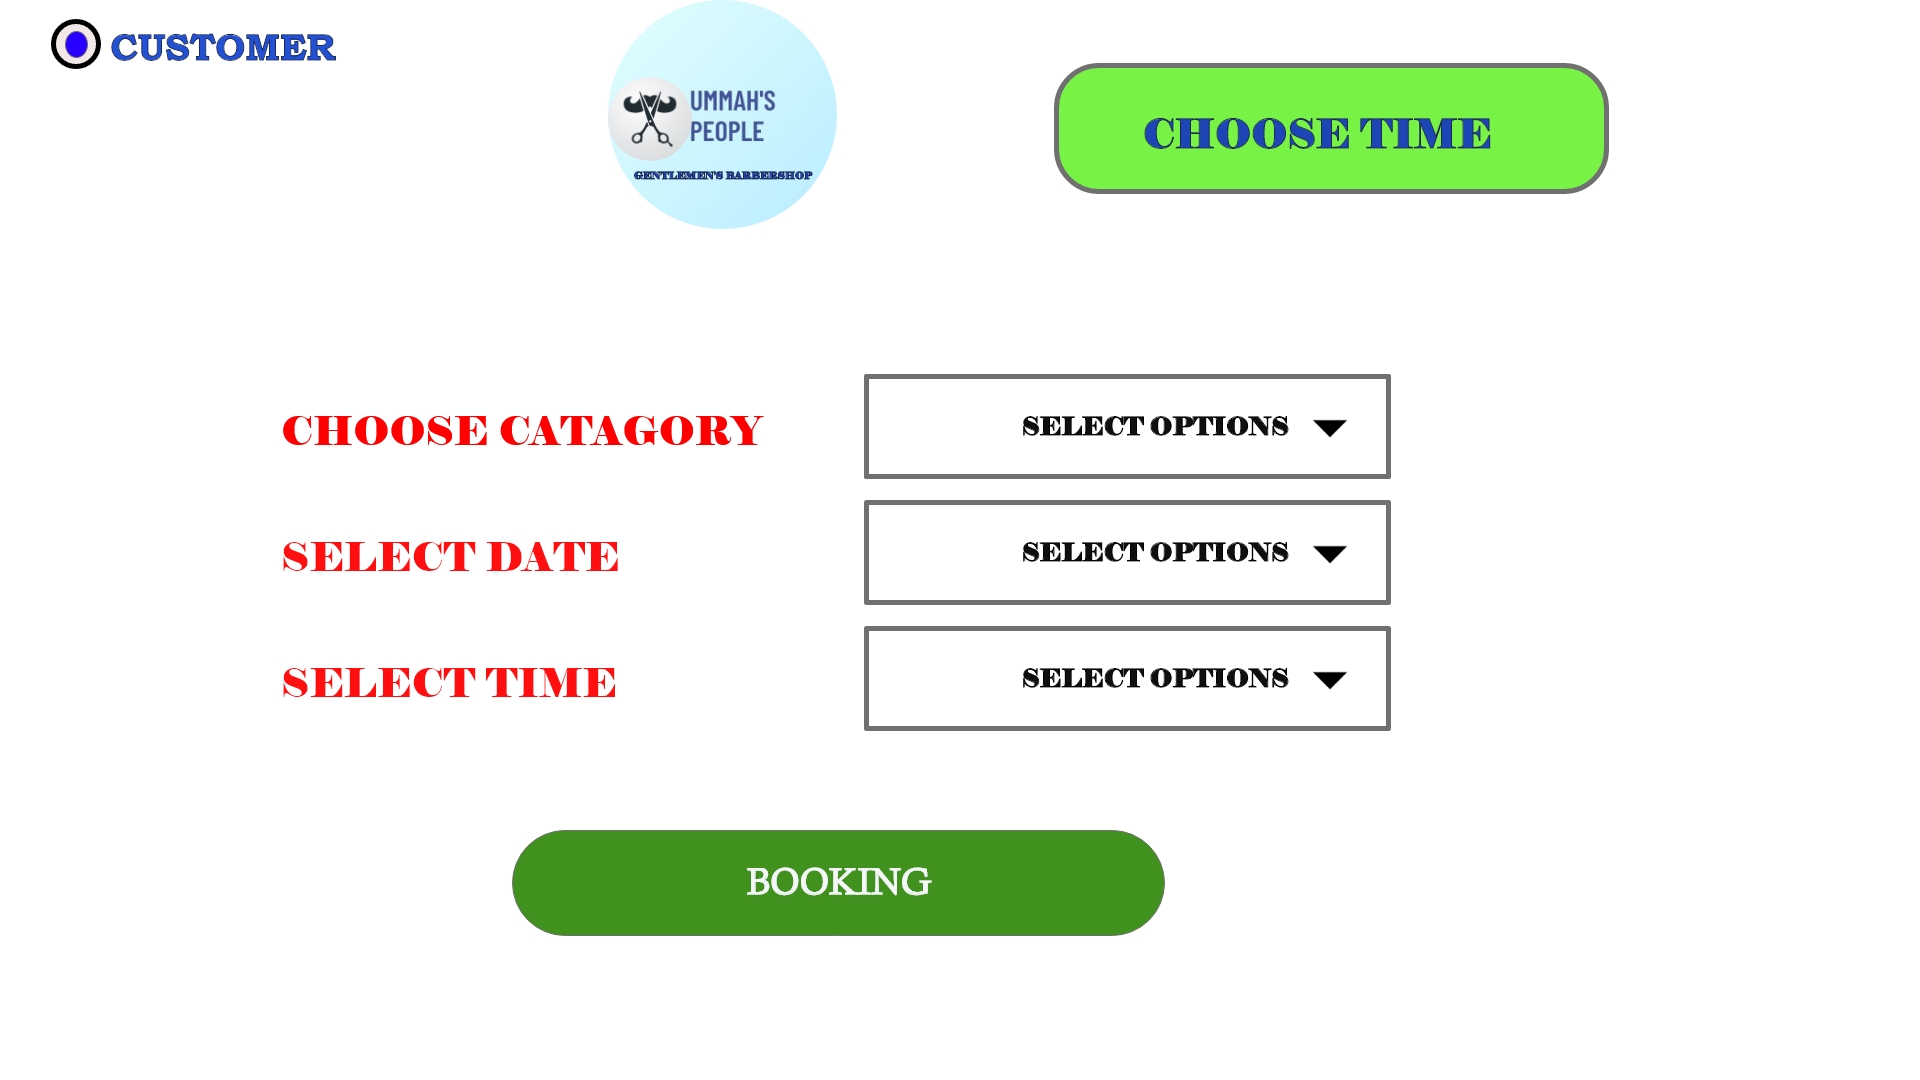 CUSTOMER
UMMAH'S
PEOPLE
GENTLEMEN'S BARBERSHOP
CHOOSE TIME
CHOOSE CATAGORY
SELECT OPTIONS
SELECT DATE
SELECT OPTIONS
SELECT TIME
SELECT OPTIONS
BOOKING